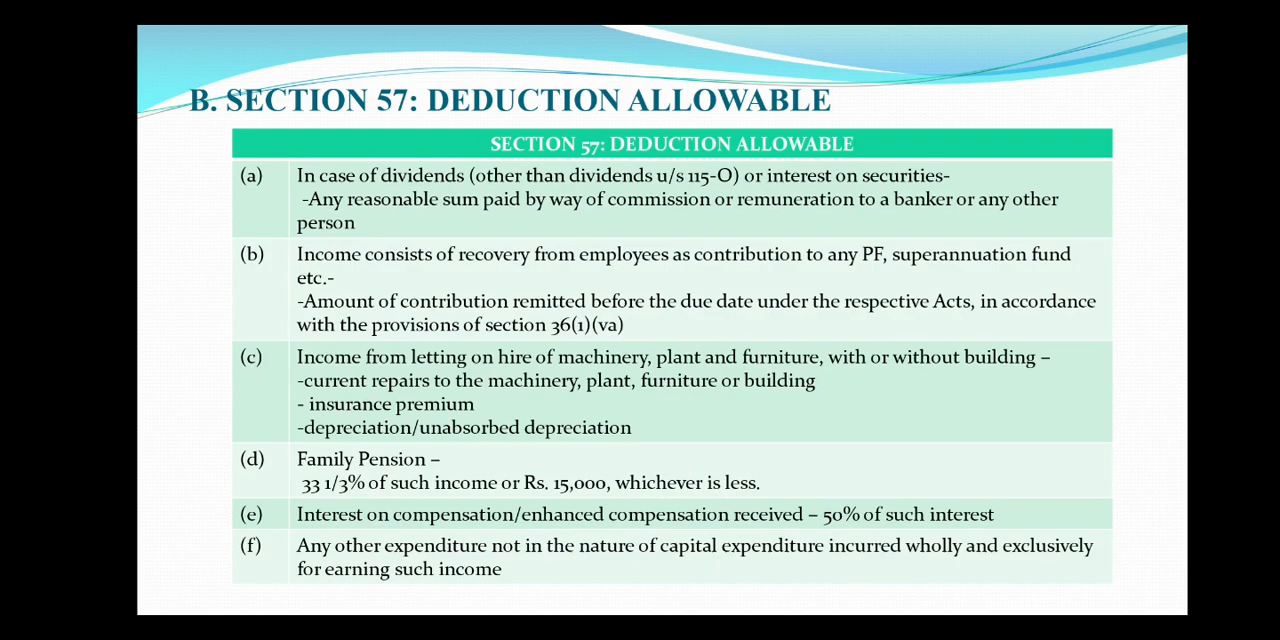 B. SECTION 57: DEDUCTION ALLOWABLE
SECTION 57: DEDUCTION ALLOWABLE
(a) In case of dividends (other than dividends u/s 115-O) or interest on securities-
-Any reasonable sum paid by way of commission or remuneration to a banker or any other
person
(b) Income consists of recovery from employees as contribution to any PF, superannuation fund
etc.-
-Amount of contribution remitted before the due date under the respective Acts, in accordance
with the provisions of section 36(1)(va)
(c) Income from letting on hire of machinery, plant and furniture, with or without building –
-current repairs to the machinery, plant, furniture or building
- insurance premium
-depreciation/unabsorbed depreciation
(d) Family Pension –
33 1/3% of such income or Rs. 15,000, whichever is less.
(e) Interest on compensation/enhanced compensation received – 50% of such interest
(f) Any other expenditure not in the nature of capital expenditure incurred wholly and exclusively
for earning such income